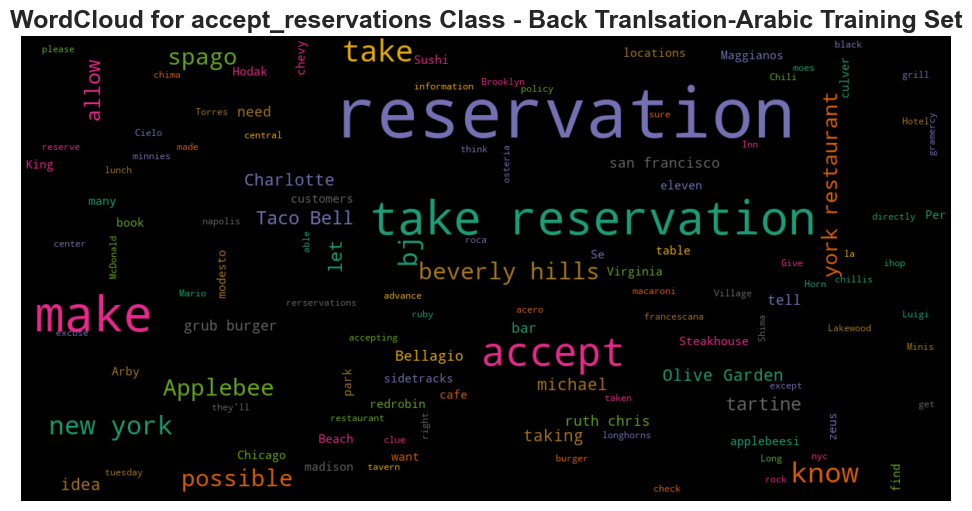 WordCloud for accept_reservations Class - Back Tranlsation-Arabic Training Set
please
spago
chevy
take
Sushi
locations
Maggianos
black
moes
culver
grill
chima
Hodak
allow
information
Brooklyn
policy
Chili
reservation
Torres
need
sure
Hotel
gramercy
Cielo
central
reserve
made
minnies
think
osteria
Inn
york restaurant
King
lunch
san francisco
Charlotte
eleven
many
customers
book
napolis
Taco Bell
take reservation
directly
Per
center
McDonald
able
let
bj
roca
Se
table
la
modesto
beverly hills
Virginia
Give
ihop
Horn
chillis
Mario
rerservations
advance
macaroni
Village
tell
make
excuse
grub burger
ruby
acero
francescana
Shima
Lakewood
Luigi
bar
accepting
accept
Steakhouse
Minis
Bellagio
Arby
Applebee
park
sidetracks
michael
Olive Garden
except
they'll
redrobin
cafe
taken
tartine
get
new york
restaurant
right
ruth chris
zeus
Beach
clue
taking
longhorns
applebeesi
Chicago
want
madison
tavern
burger
Long
nyc
tuesday
idea
possible
rock
know
find
check